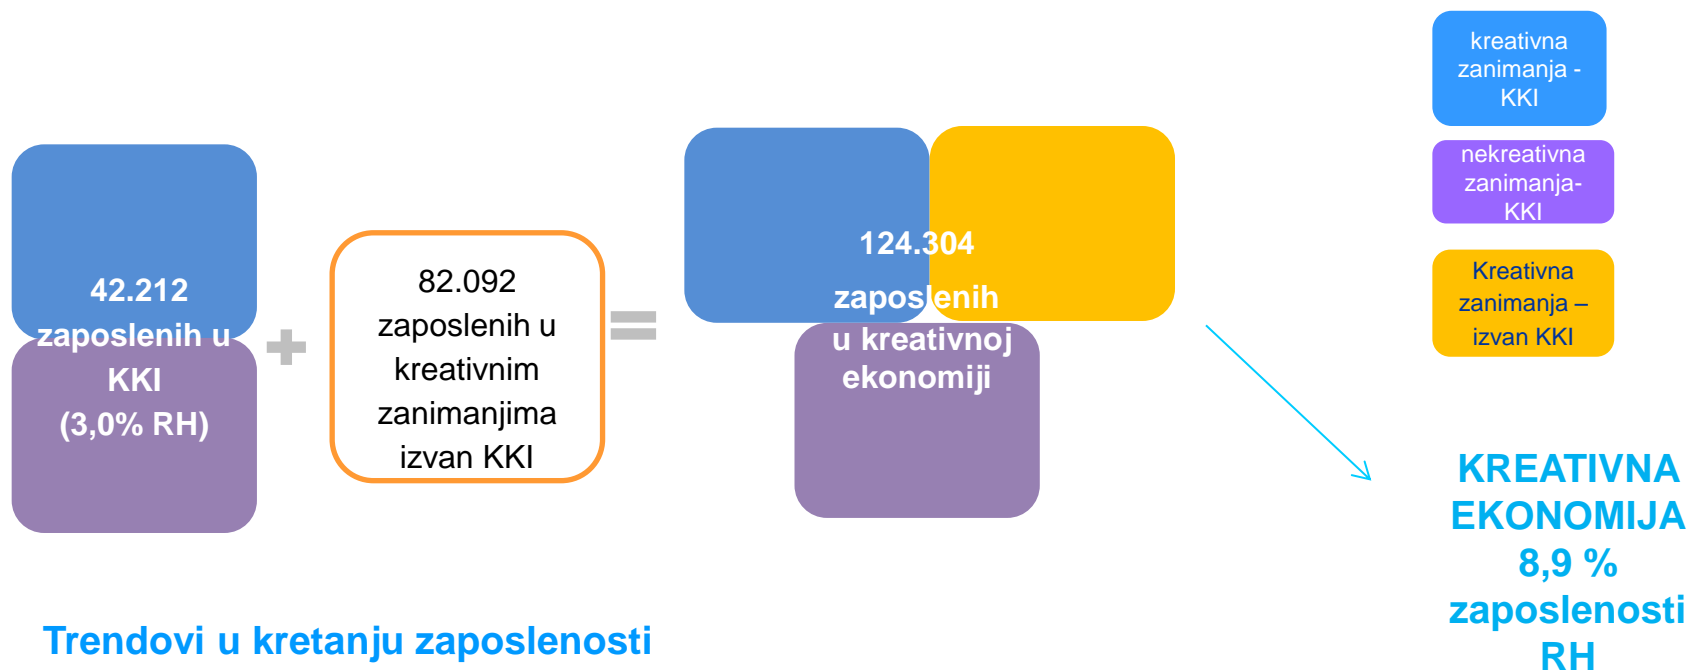 42.212
zaposlenih u
KKI
(3,0% RH)
82.092
zaposlenih u
kreativnim
zanimanjima
izvan KKI
124.304
zaposlenih
u kreativnoj
ekonomiji
kreativna
zanimanja -
KKI
nekreativna
zanimanja-
KKI
Kreativna
zanimanja –
izvan KKI
KREATIVNA
EKONOMIJA
8,9 %
zaposlenosti
RH
Trendovi u kretanju zaposlenosti